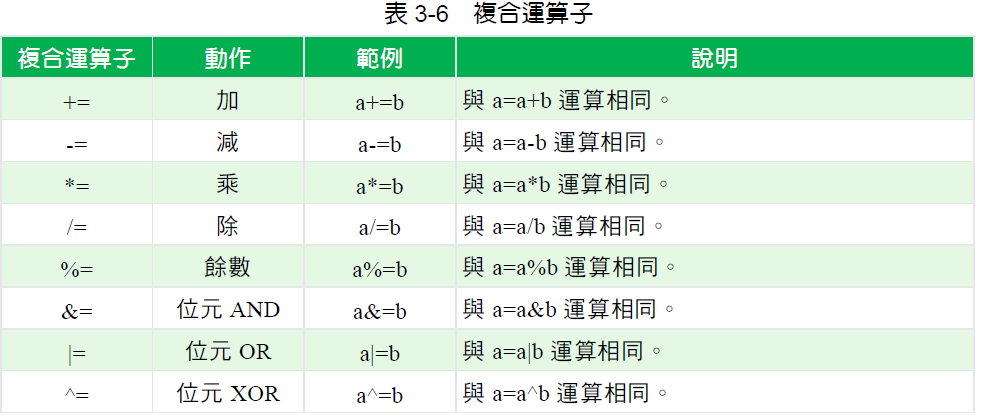 表 3-6 複合運算子
複合運算子 動作 範例 說明
+= 加 a+=b 與 a=a+b 運算相同。
-= 減 a-=b 與 a=a-b 運算相同。
*= 乘 a*=b 與 a=a*b 運算相同。
/= 除 a/=b 與 a=a/b 運算相同。
%= 餘數 a%=b 與 a=a%b 運算相同。
&= 位元 AND a&=b 與 a=a&b 運算相同。
|= 位元 OR a|=b 與 a=a|b 運算相同。
^= 位元 XOR a^=b 與 a=a^b 運算相同。